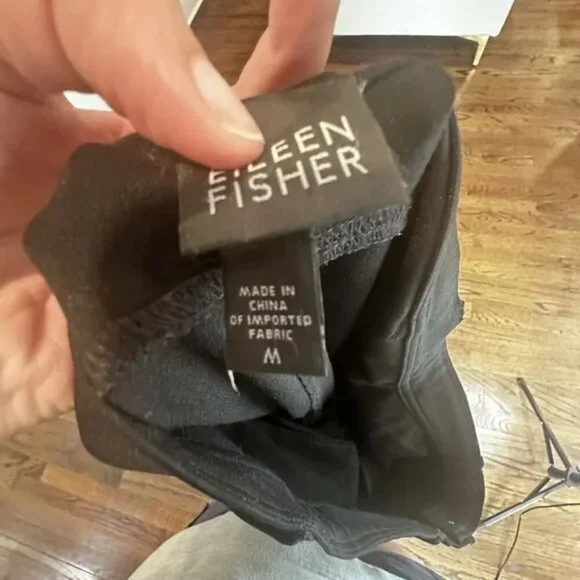 EILEEN
FISHER
MADE IN
CHINA
OF IMPORTED
FABRIC
M